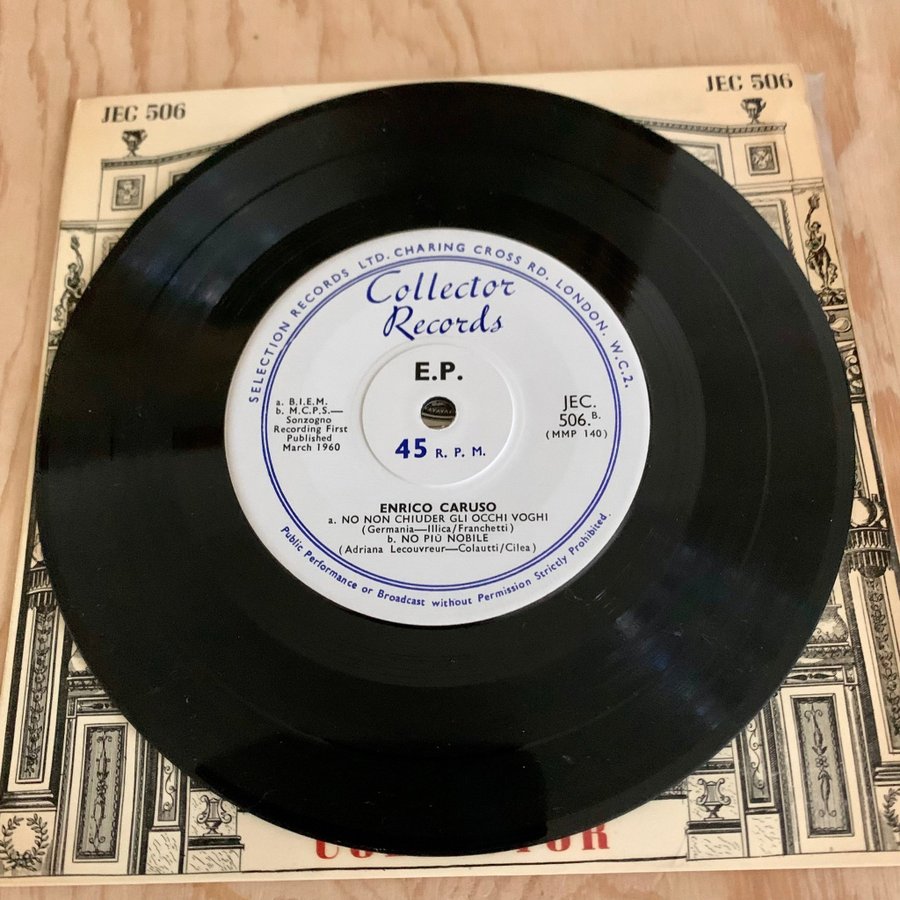 JEC 506
JEC 506
SELECTION RECORDS LTD. CHARING CROSS RD. LONDON. W.C.2.
Collector
Records
E.P.
a. B.I.E.M.
b. M.C.P.S.—
Sonzogno
Recording First
Published
March 1960
JEC.
506.B.
(MMP 140)
45 R. P. M.
ENRICO CARUSO
a. NO NON CHIUDER GLI OCCHI VOGHI
(Germania—Illica/Franchetti)
b. NO PIÙ NOBILE
(Adriana Lecouvreur—Colautti/Cilea)
Public Performance or Broadcast without Permission Strictly Prohibited.